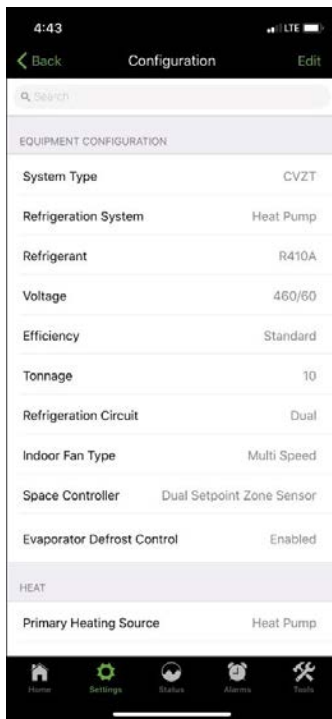 4:43
LTE
Back Configuration Edit
Search
EQUIPMENT CONFIGURATION
System Type CVZT
Refrigeration System Heat Pump
Refrigerant R410A
Voltage 460/60
Efficiency Standard
Tonnage 10
Refrigeration Circuit Dual
Indoor Fan Type Multi Speed
Space Controller Dual Setpoint Zone Sensor
Evaporator Defrost Control Enabled
HEAT
Primary Heating Source Heat Pump
Home Settings Status Alarms Tools